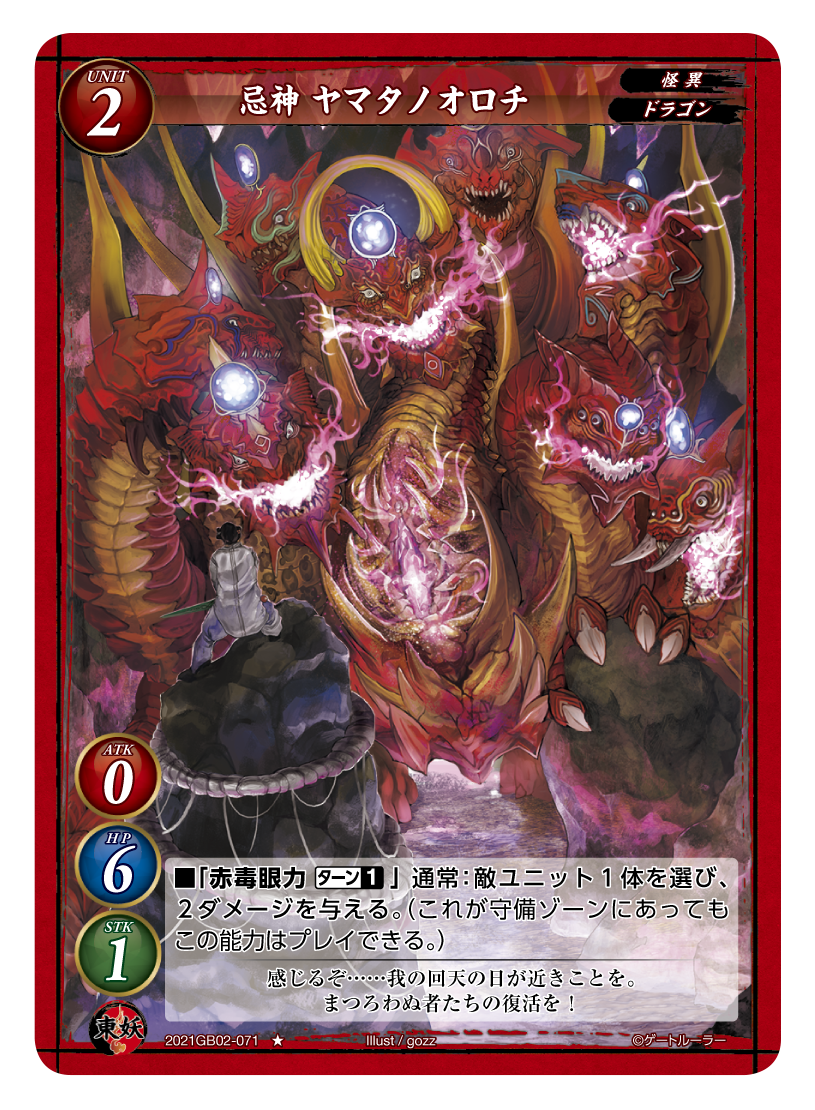 UNIT
2
忌神 ヤマタノオロチ
怪異
ドラゴン
ATK
0
HP
6
STK
1
■「赤毒眼力 ターン1 」通常：敵ユニット１体を選び、
２ダメージを与える。（これが守備ゾーンにあっても
この能力はプレイできる。）
感じるぞ……我の回天の日が近きことを。
まつろわぬ者たちの復活を！
東妖
2021GB02-071 ★ Illust / gozz ©ゲートルーラー